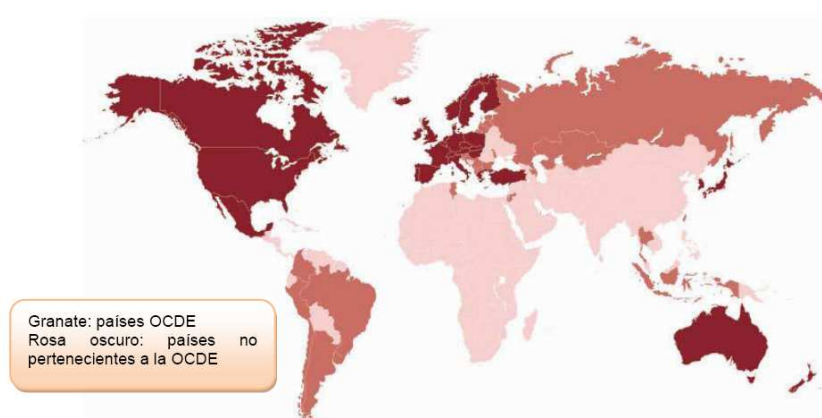 Granate: países OCDE
Rosa oscuro: países no
pertenecientes a la OCDE